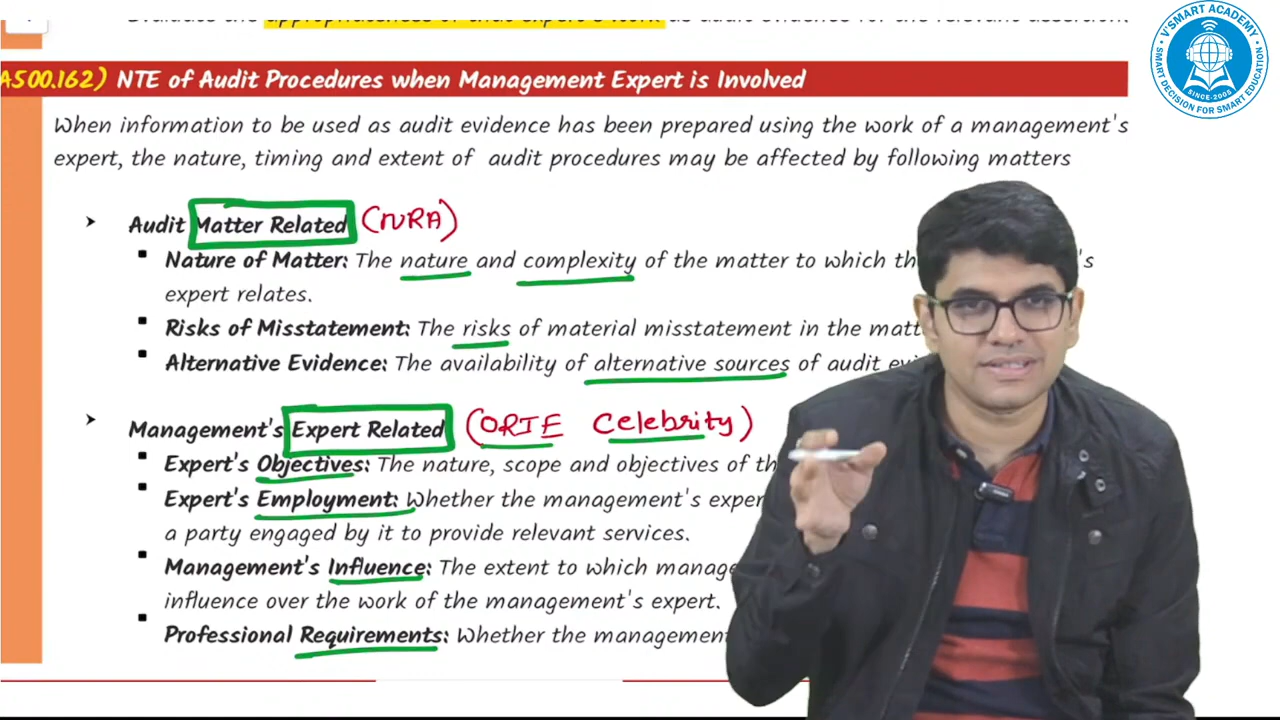 A500.162) NTE of Audit Procedures when Management Expert is Involved
V'SMART ACADEMY
SMART DECISION FOR SMART EDUCATION
SINCE-2005
When information to be used as audit evidence has been prepared using the work of a management's
expert, the nature, timing and extent of audit procedures may be affected by following matters
Audit Matter Related (NRA)
Nature of Matter: The nature and complexity of the matter to which th 's
expert relates.
Risks of Misstatement: The risks of material misstatement in the matt
Alternative Evidence: The availability of alternative sources of audit evi
Management's Expert Related (ORIE Celebrity)
Expert's Objectives: The nature, scope and objectives of th
Expert's Employment: Whether the management's exper
a party engaged by it to provide relevant services.
Management's Influence: The extent to which manage
influence over the work of the management's expert.
Professional Requirements: Whether the management